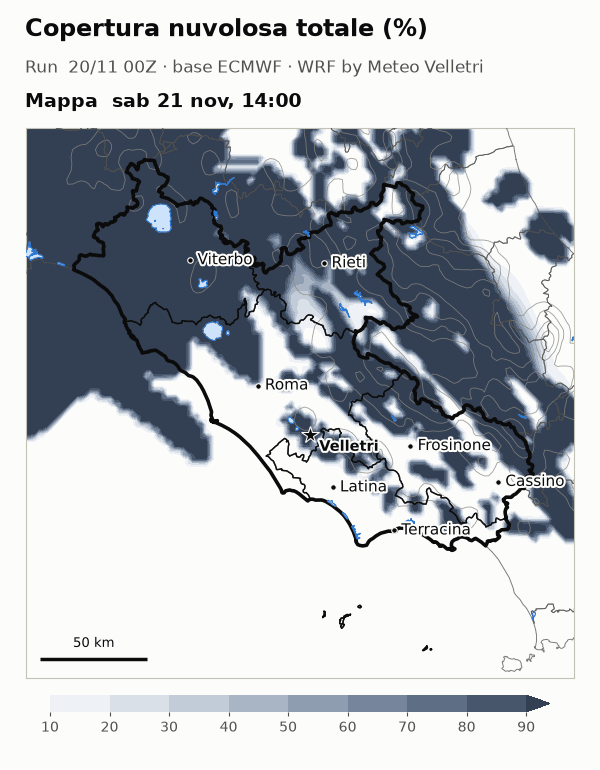 Copertura nuvolosa totale (%)
Run 20/11 00Z · base ECMWF · WRF by Meteo Velletri
Mappa sab 21 nov, 14:00
Viterbo
Rieti
Roma
Velletri
Frosinone
Latina
Cassino
Terracina
50 km
10 20 30 40 50 60 70 80 90